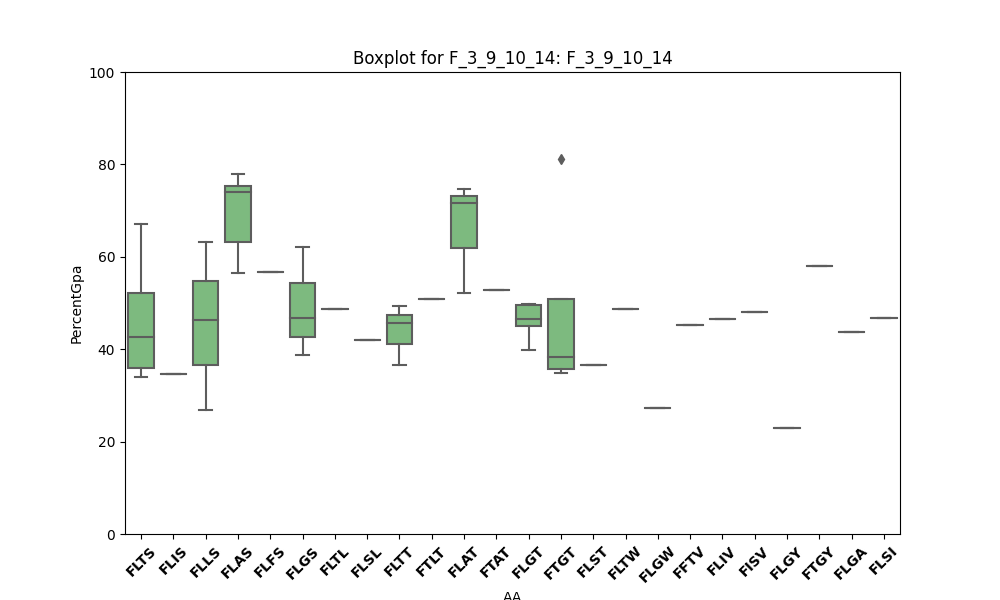 Boxplot for F_3_9_10_14: F_3_9_10_14
100
80
60
40
20
0
PercentGpa
FLTS FLIS FLLS FLAS FLFS FLGS FLTL FLSL FLTT FTLT FLAT FTAT FLGT FTGT FLST FLTW FLGW FFTV FLIV FISV FLGY FTGY FLGA FLSI
AA